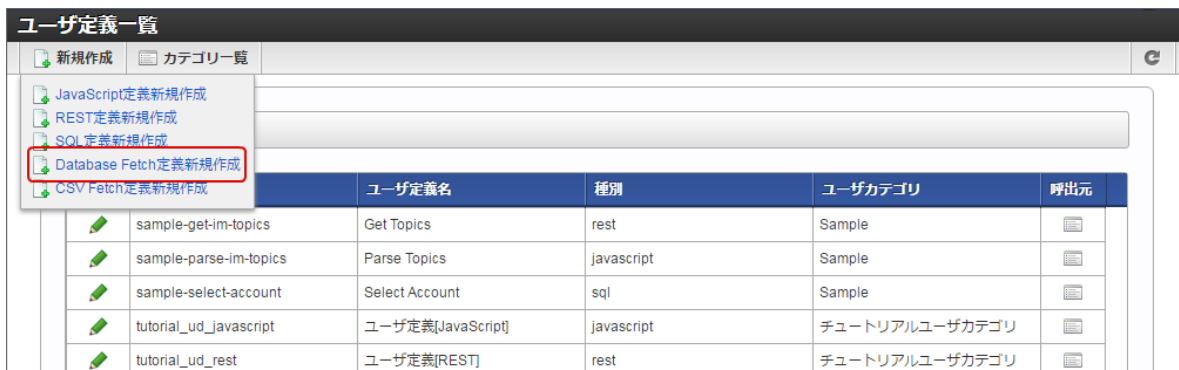 ユーザ定義一覧
新規作成 カテゴリ一覧
JavaScript定義新規作成
REST定義新規作成
SQL定義新規作成
Database Fetch定義新規作成
CSV Fetch定義新規作成
ユーザ定義名 種別 ユーザカテゴリ 呼出元
sample-get-im-topics Get Topics rest Sample
sample-parse-im-topics Parse Topics javascript Sample
sample-select-account Select Account sql Sample
tutorial_ud_javascript ユーザ定義[JavaScript] javascript チュートリアルユーザカテゴリ
tutorial_ud_rest ユーザ定義[REST] rest チュートリアルユーザカテゴリ